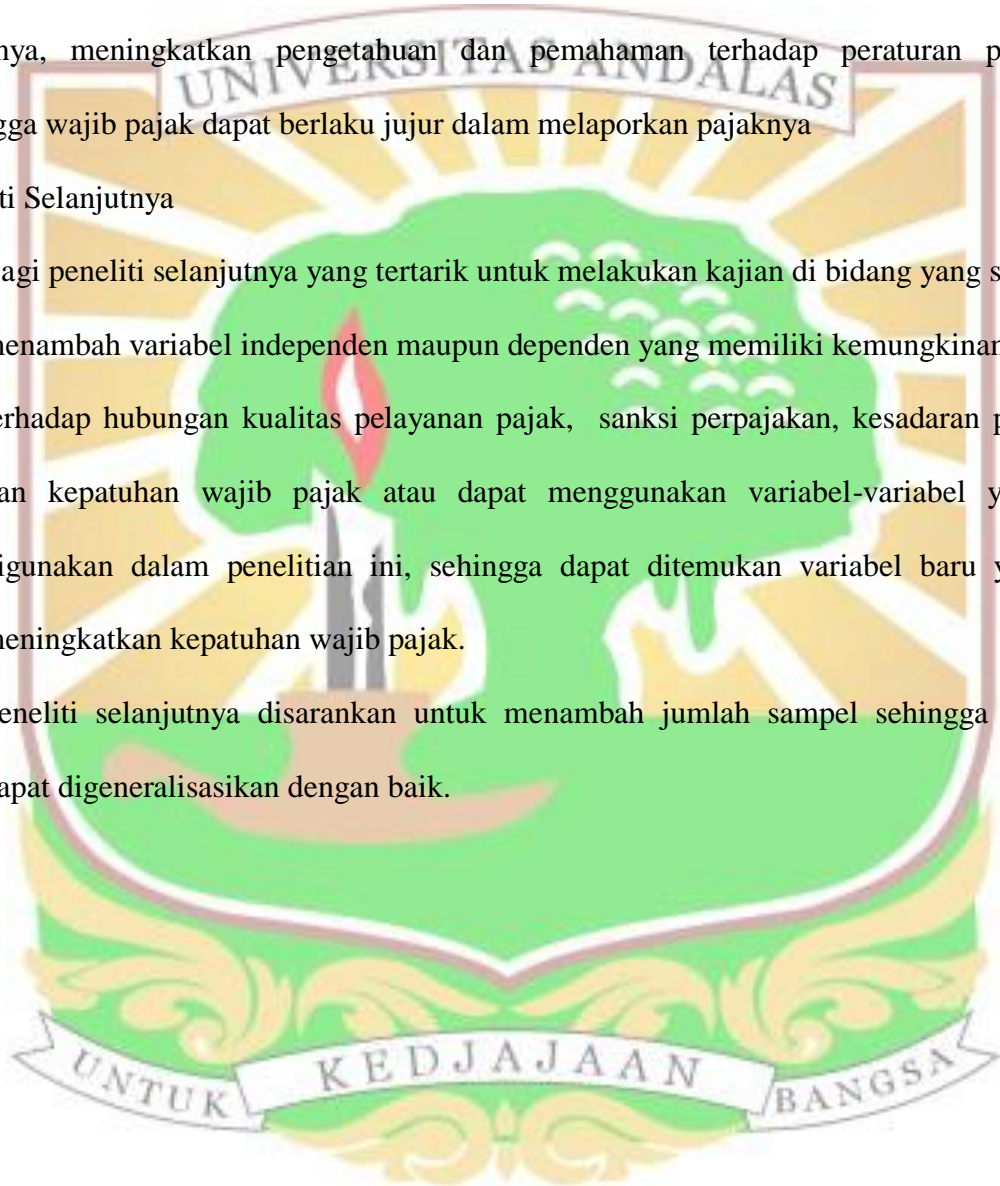 nya, meningkatkan pengetahuan dan pemahaman terhadap peraturan p
UNIVERSITAS ANDALAS
gga wajib pajak dapat berlaku jujur dalam melaporkan pajaknya
ti Selanjutnya
agi peneliti selanjutnya yang tertarik untuk melakukan kajian di bidang yang s
menambah variabel independen maupun dependen yang memiliki kemungkinan
erhadap hubungan kualitas pelayanan pajak, sanksi perpajakan, kesadaran p
an kepatuhan wajib pajak atau dapat menggunakan variabel-variabel y
igunakan dalam penelitian ini, sehingga dapat ditemukan variabel baru y
meningkatkan kepatuhan wajib pajak.
eneliti selanjutnya disarankan untuk menambah jumlah sampel sehingga
apat digeneralisasikan dengan baik.
UNTUK KEDJAJAAN BANGSA